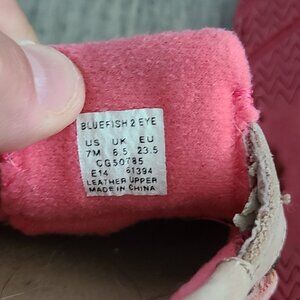 BLUEFISH 2 EYE
US UK EU
7M 6.5 23.5
CG50785
E14 61394
LEATHER UPPER
MADE IN CHINA